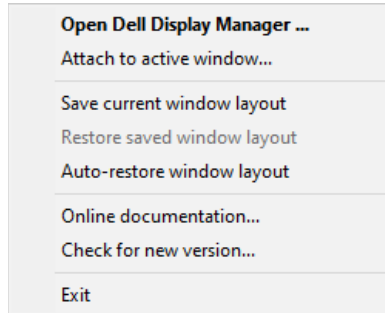 Open Dell Display Manager ...
Attach to active window...
Save current window layout
Restore saved window layout
Auto-restore window layout
Online documentation...
Check for new version...
Exit